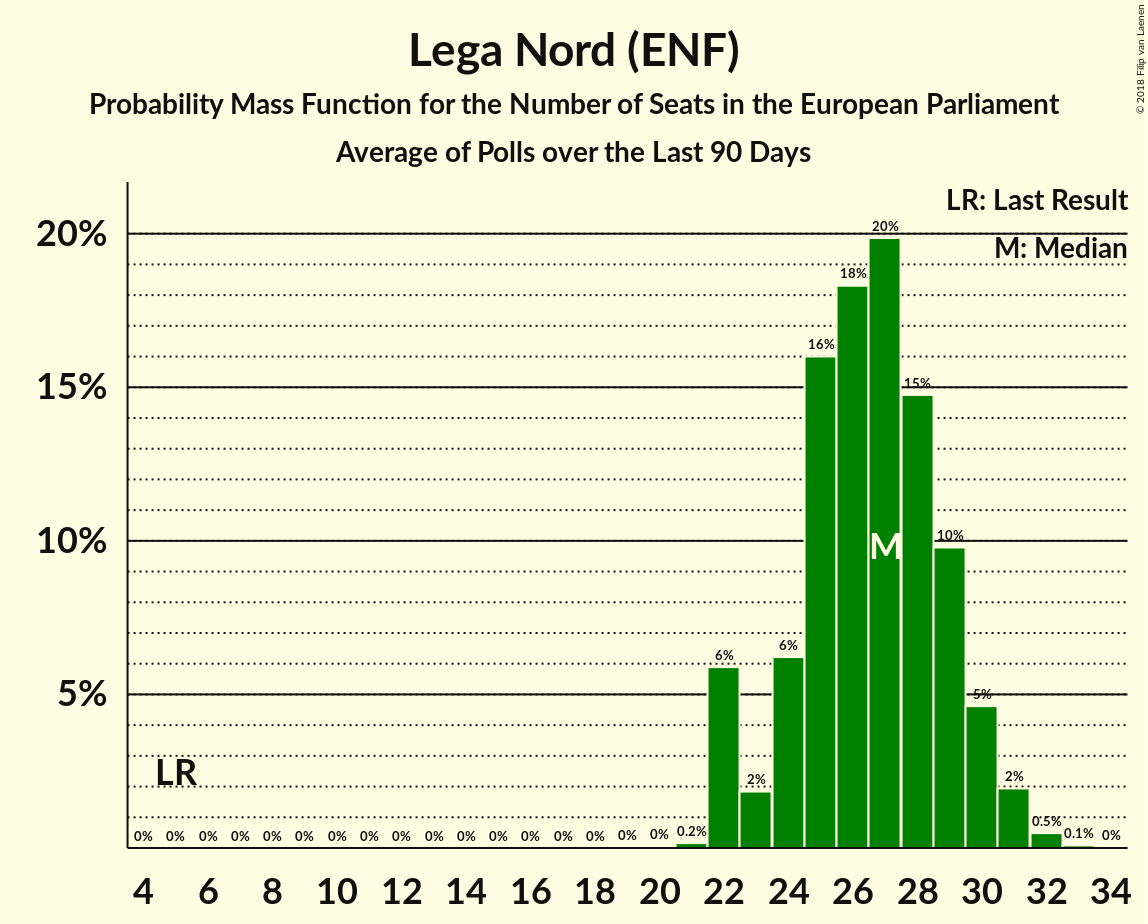 Lega Nord (ENF)
Probability Mass Function for the Number of Seats in the European Parliament
Average of Polls over the Last 90 Days
© 2018 Filip van Laenen
LR: Last Result
M: Median
20%
15%
10%
5%
0% 0% 0% 0% 0% 0% 0% 0% 0% 0% 0% 0% 0% 0% 0% 0% 0% 0.2% 6% 2% 6% 16% 18% 20% 15% 10% 5% 2% 0.5% 0.1% 0%
LR
M
4 6 8 10 12 14 16 18 20 22 24 26 28 30 32 34